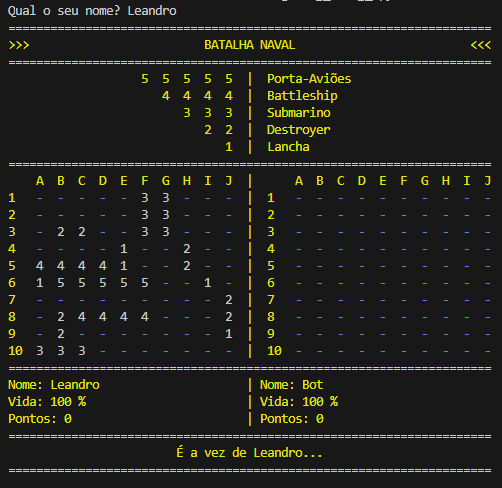 Qual o seu nome? Leandro
=====================================================================
>>> BATALHA NAVAL <<<
=====================================================================
5 5 5 5 5 | Porta-Aviões
4 4 4 4 | Battleship
3 3 3 | Submarino
2 2 | Destroyer
1 | Lancha
=====================================================================
A B C D E F G H I J | A B C D E F G H I J
1 - - - - - 3 3 - - - | 1 - - - - - - - - - -
2 - - - - - 3 3 - - - | 2 - - - - - - - - - -
3 - 2 2 - - 3 3 - - - | 3 - - - - - - - - - -
4 - - - - 1 - - 2 - - | 4 - - - - - - - - - -
5 4 4 4 4 1 - - 2 - - | 5 - - - - - - - - - -
6 1 5 5 5 5 5 - - 1 - | 6 - - - - - - - - - -
7 - - - - - - - - - 2 | 7 - - - - - - - - - -
8 - 2 4 4 4 4 - - - 2 | 8 - - - - - - - - - -
9 - 2 - - - - - - - 1 | 9 - - - - - - - - - -
10 3 3 3 - - - - - - - | 10 - - - - - - - - - -
=====================================================================
Nome: Leandro | Nome: Bot
Vida: 100 % | Vida: 100 %
Pontos: 0 | Pontos: 0
=====================================================================
É a vez de Leandro...
=====================================================================